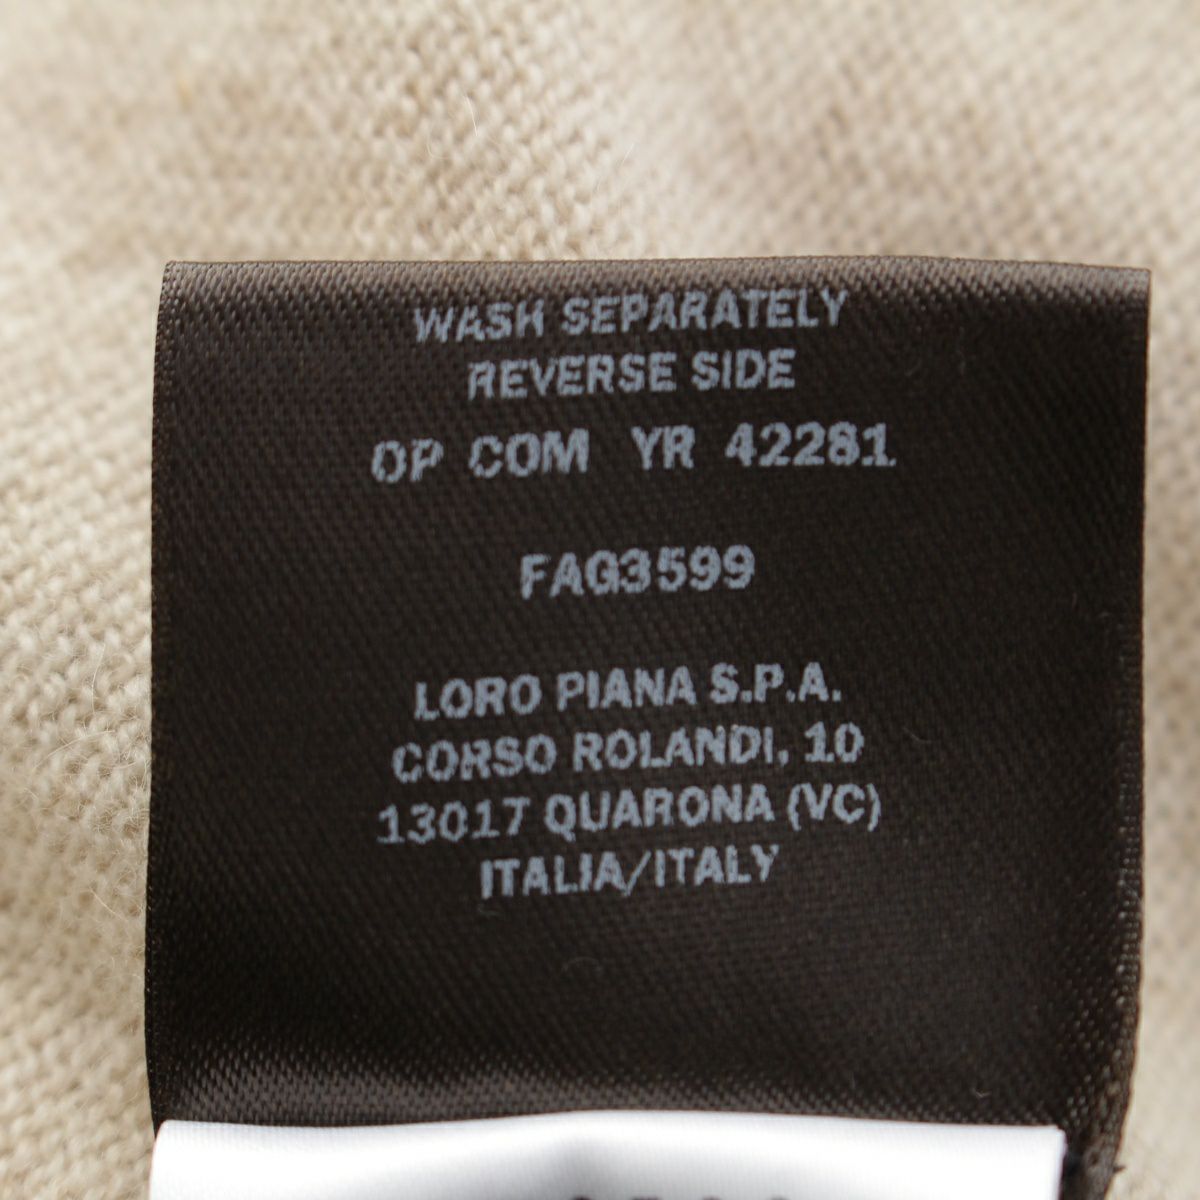 WASH SEPARATELY
REVERSE SIDE
OP COM YR 42281
FAG3599
LORO PIANA S.P.A.
CORSO ROLANDI, 10
13017 QUARONA (VC)
ITALIA/ITALY